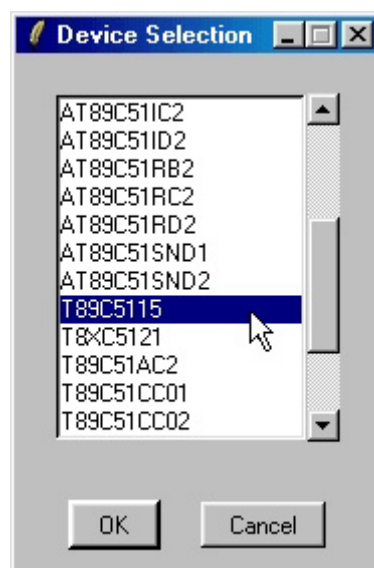 Device Selection
AT89C51IC2
AT89C51ID2
AT89C51RB2
AT89C51RC2
AT89C51RD2
AT89C51SND1
AT89C51SND2
T89C5115
T8XC5121
T89C51AC2
T89C51CC01
T89C51CC02
OK
Cancel